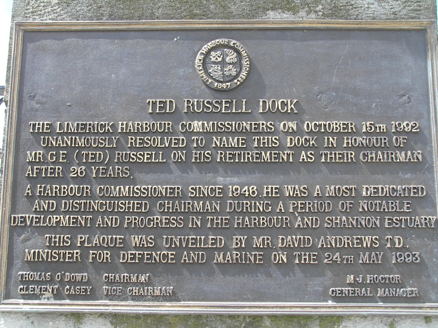 LIMERICK HARBOUR COMMISSIONERS
1847
TED RUSSELL DOCK
THE LIMERICK HARBOUR COMMISSIONERS ON OCTOBER 15TH 1992
UNANIMOUSLY RESOLVED TO NAME THIS DOCK IN HONOUR OF
MR G E (TED) RUSSELL ON HIS RETIREMENT AS THEIR CHAIRMAN
AFTER 26 YEARS.
A HARBOUR COMMISSIONER SINCE 1946, HE WAS A MOST DEDICATED
AND DISTINGUISHED CHAIRMAN DURING A PERIOD OF NOTABLE
DEVELOPMENT AND PROGRESS IN THE HARBOUR AND SHANNON ESTUARY
THIS PLAQUE WAS UNVEILED BY MR. DAVID ANDREWS T.D.
MINISTER FOR DEFENCE AND MARINE ON THE 24TH MAY 1993
THOMAS O'DOWD CHAIRMAN M·J.HOCTOR
CLEMENT CASEY VICE CHAIRMAN GENERAL MANAGER